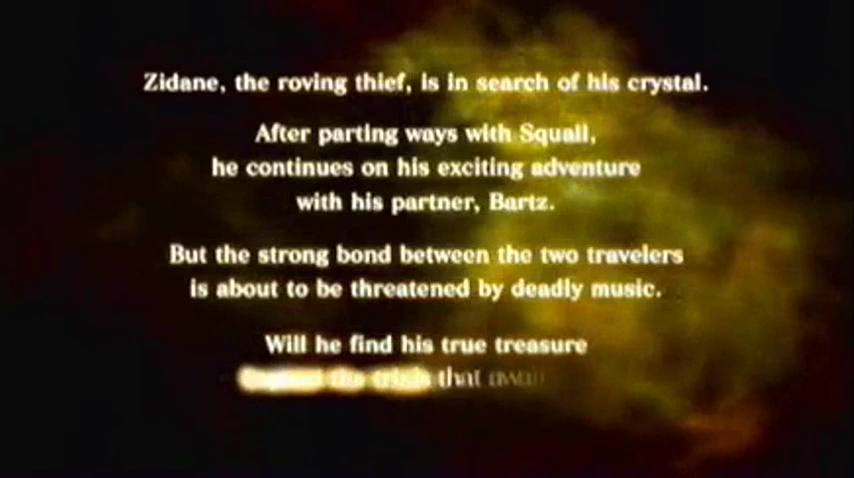 Zidane, the roving thief, is in search of his crystal.
After parting ways with Squall,
he continues on his exciting adventure
with his partner, Bartz.
But the strong bond between the two travelers
is about to be threatened by deadly music.
Will he find his true treasure
the trials that